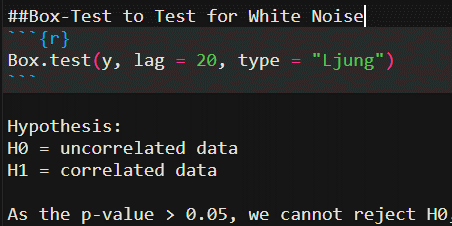 ##Box-Test to Test for White Noise
```{r}
Box.test(y, lag = 20, type = "Ljung")
```
Hypothesis:
H0 = uncorrelated data
H1 = correlated data
As the p-value > 0.05, we cannot reject H0,